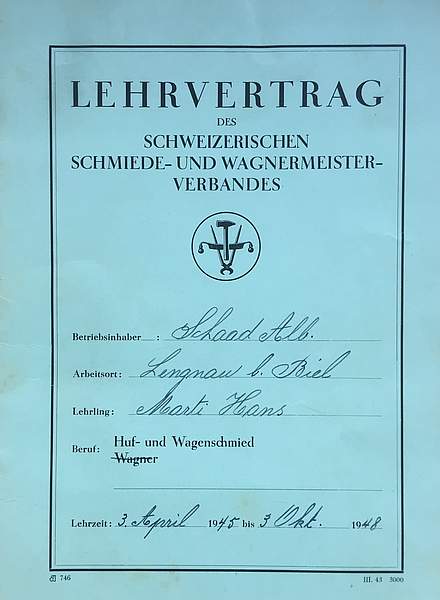 LEHRVERTRAG
DES
SCHWEIZERISCHEN
SCHMIEDE- UND WAGNERMEISTER-
VERBANDES
Betriebsinhaber : Schaad Alb.
Arbeitsort: Lengnau b. Biel
Lehrling: Marti Hans
Beruf: Huf- und Wagenschmied
Wagner
Lehrzeit: 3. April 1945 bis 3 Okt. 1948
746
III. 43 3000